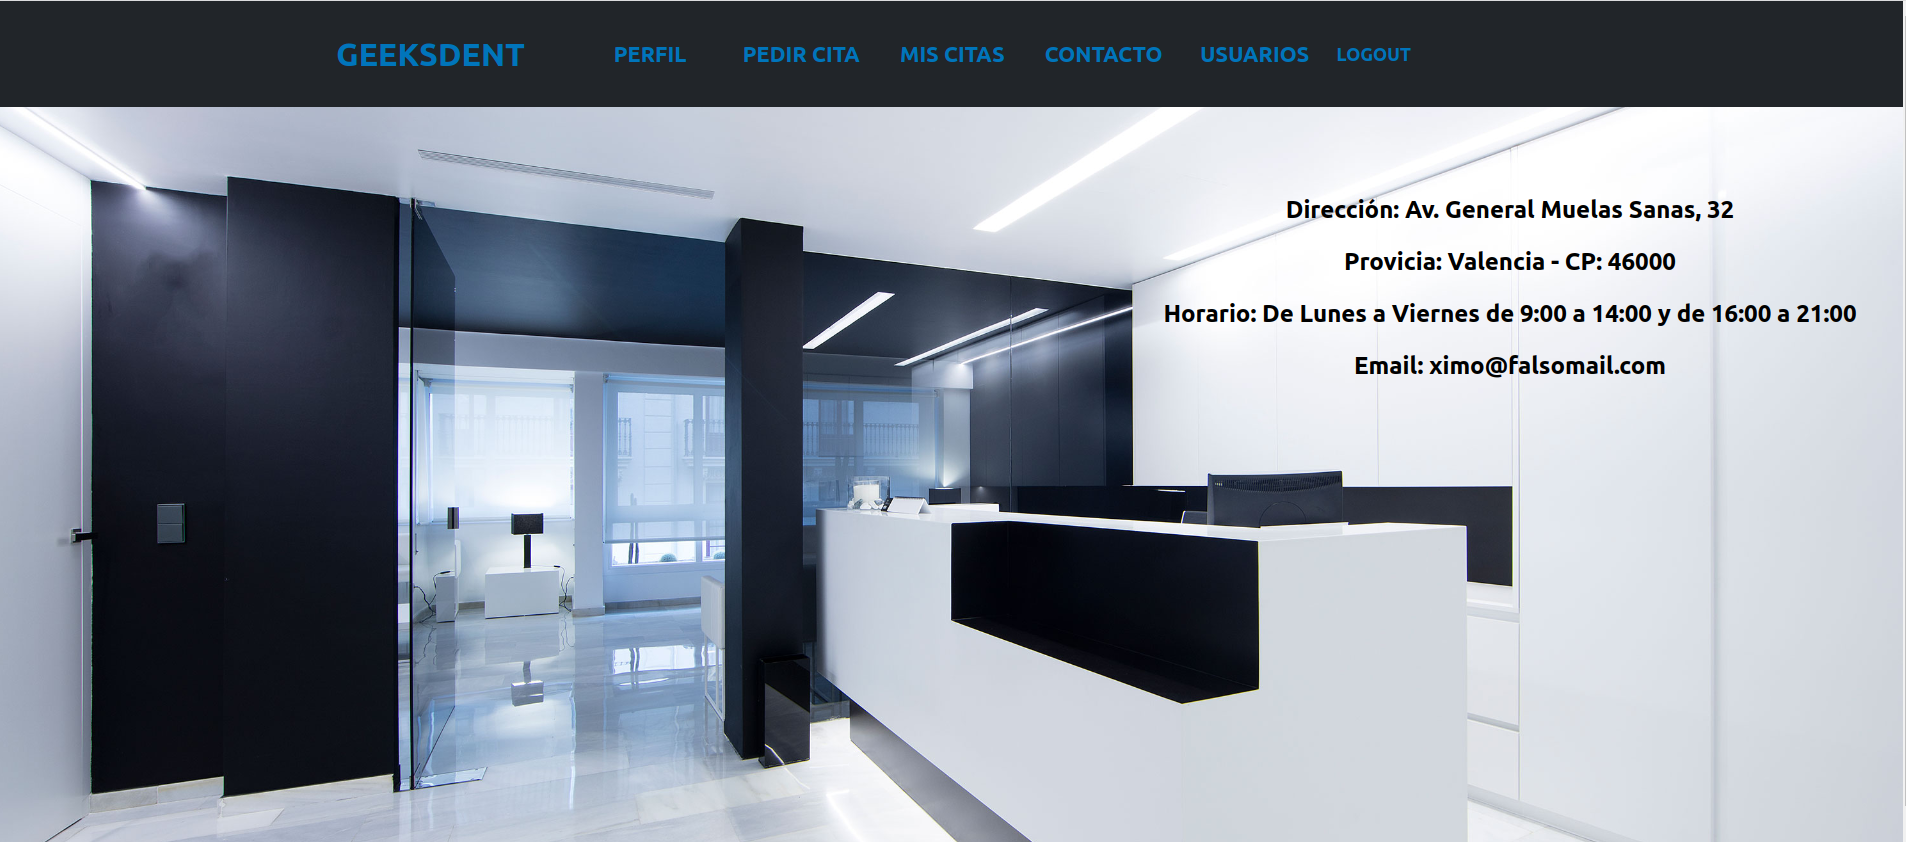 GEEKSDENT PERFIL PEDIR CITA MIS CITAS CONTACTO USUARIOS LOGOUT
Dirección: Av. General Muelas Sanas, 32
Provicia: Valencia - CP: 46000
Horario: De Lunes a Viernes de 9:00 a 14:00 y de 16:00 a 21:00
Email: ximo@falsomail.com